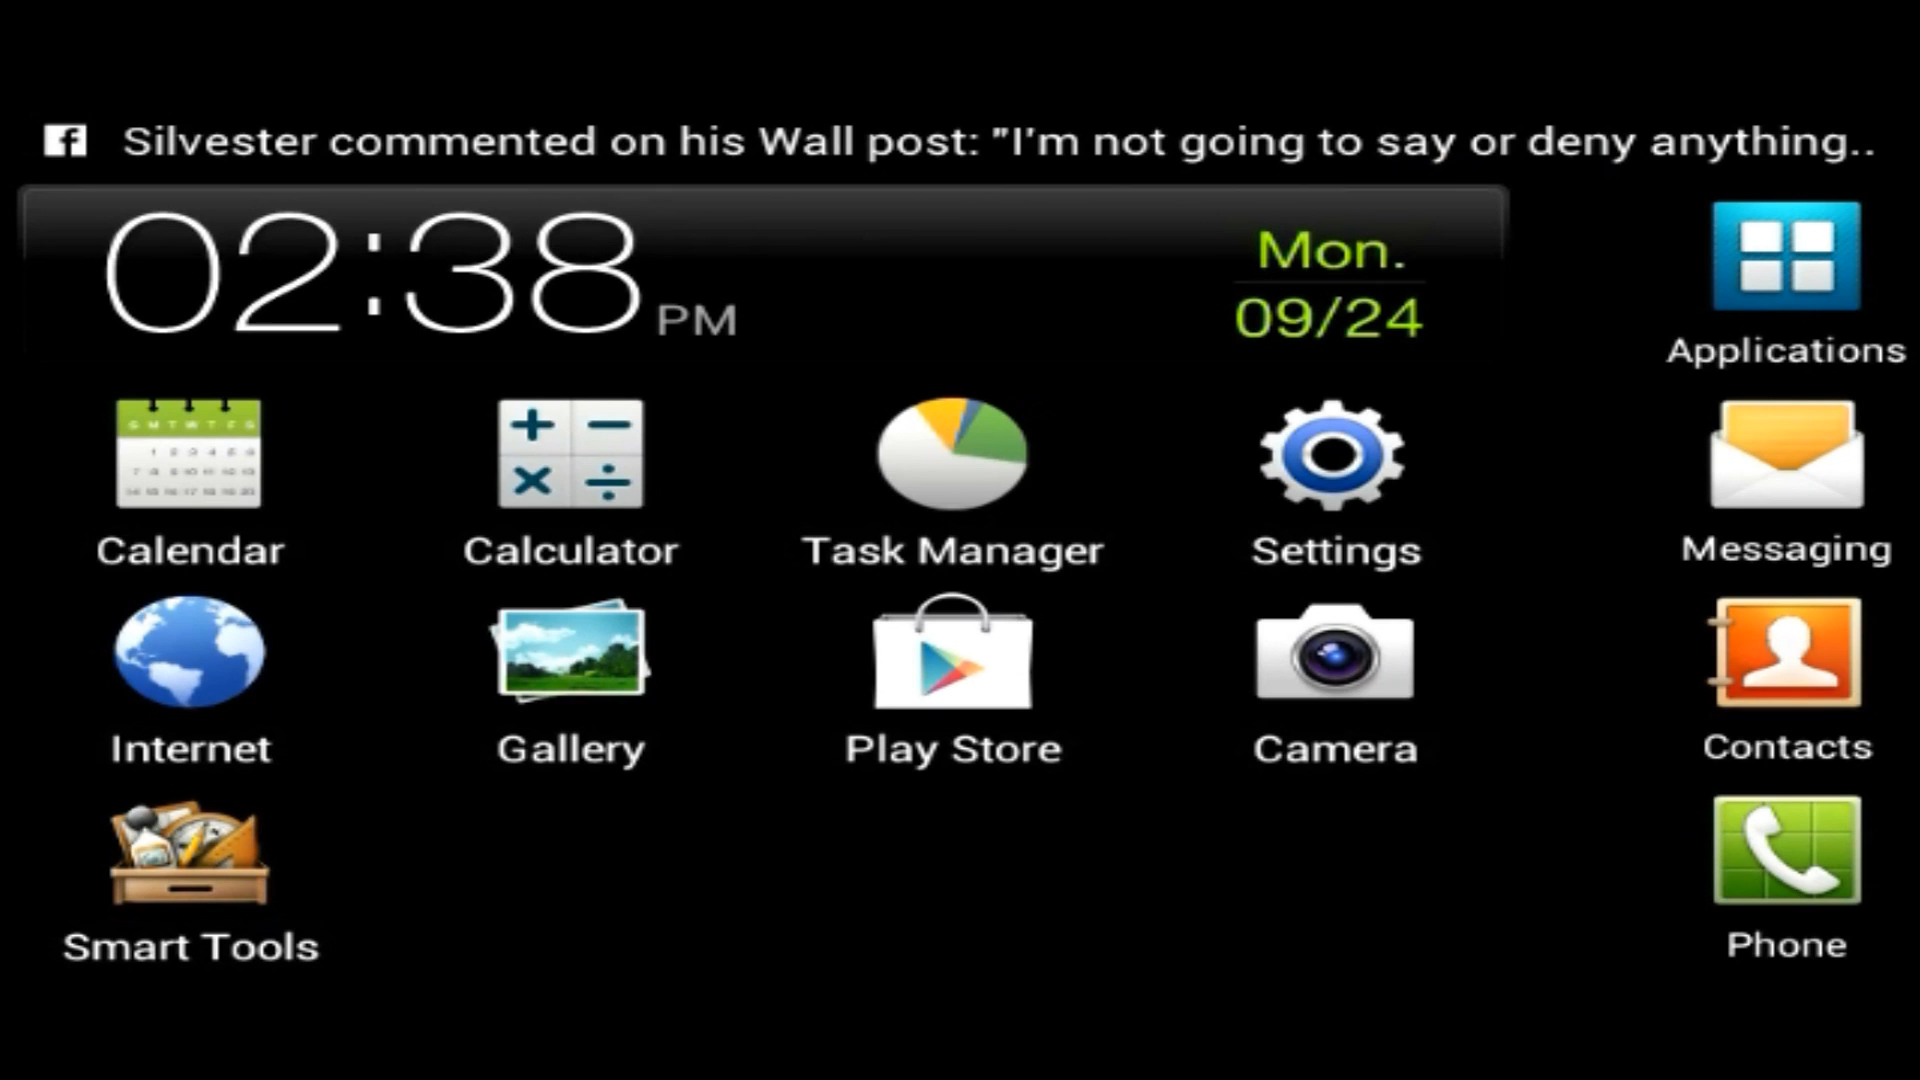 f Silvester commented on his Wall post: "I'm not going to say or deny anything..
02:38 PM
Mon.
09/24
Applications
Calendar
Calculator
Task Manager
Settings
Messaging
Internet
Gallery
Play Store
Camera
Contacts
Smart Tools
Phone